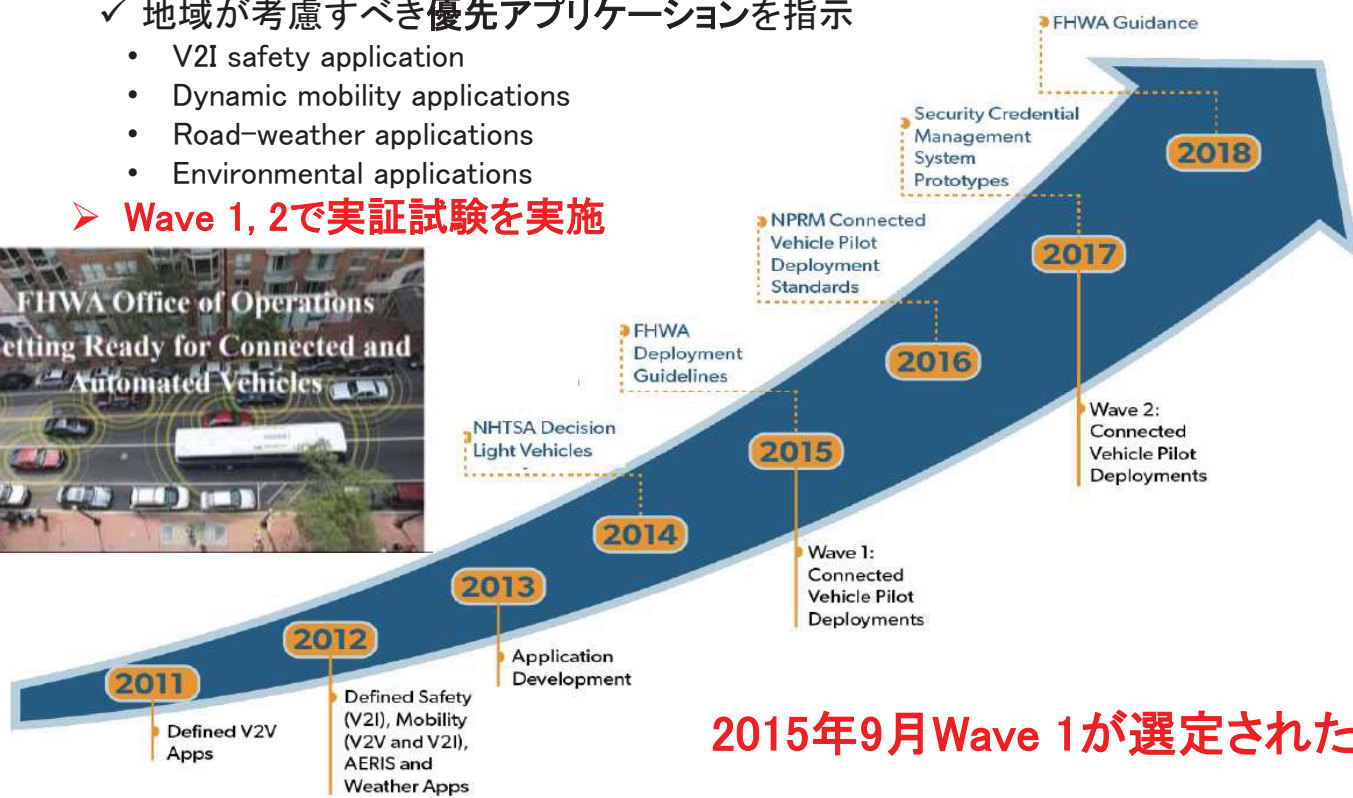 ✓ 地域が考慮すべき優先アプリケーションを指示
• V2I safety application
• Dynamic mobility applications
• Road-weather applications
• Environmental applications
➢ Wave 1, 2で実証試験を実施
FHWA Office of Operations
etting Ready for Connected and
Automated Vehicles
FHWA Guidance
2018
Security Credential
Management
System
Prototypes
2017
NPRM Connected
Vehicle Pilot
Deployment
Standards
2016
FHWA
Deployment
Guidelines
2015
NHTSA Decision
Light Vehicles
2014
2013
2012
2011
Wave 2:
Connected
Vehicle Pilot
Deployments
Wave 1:
Connected
Vehicle Pilot
Deployments
Application
Development
Defined Safety
(V2I), Mobility
(V2V and V2I),
AERIS and
Weather Apps
Defined V2V
Apps
2015年9月Wave 1が選定された